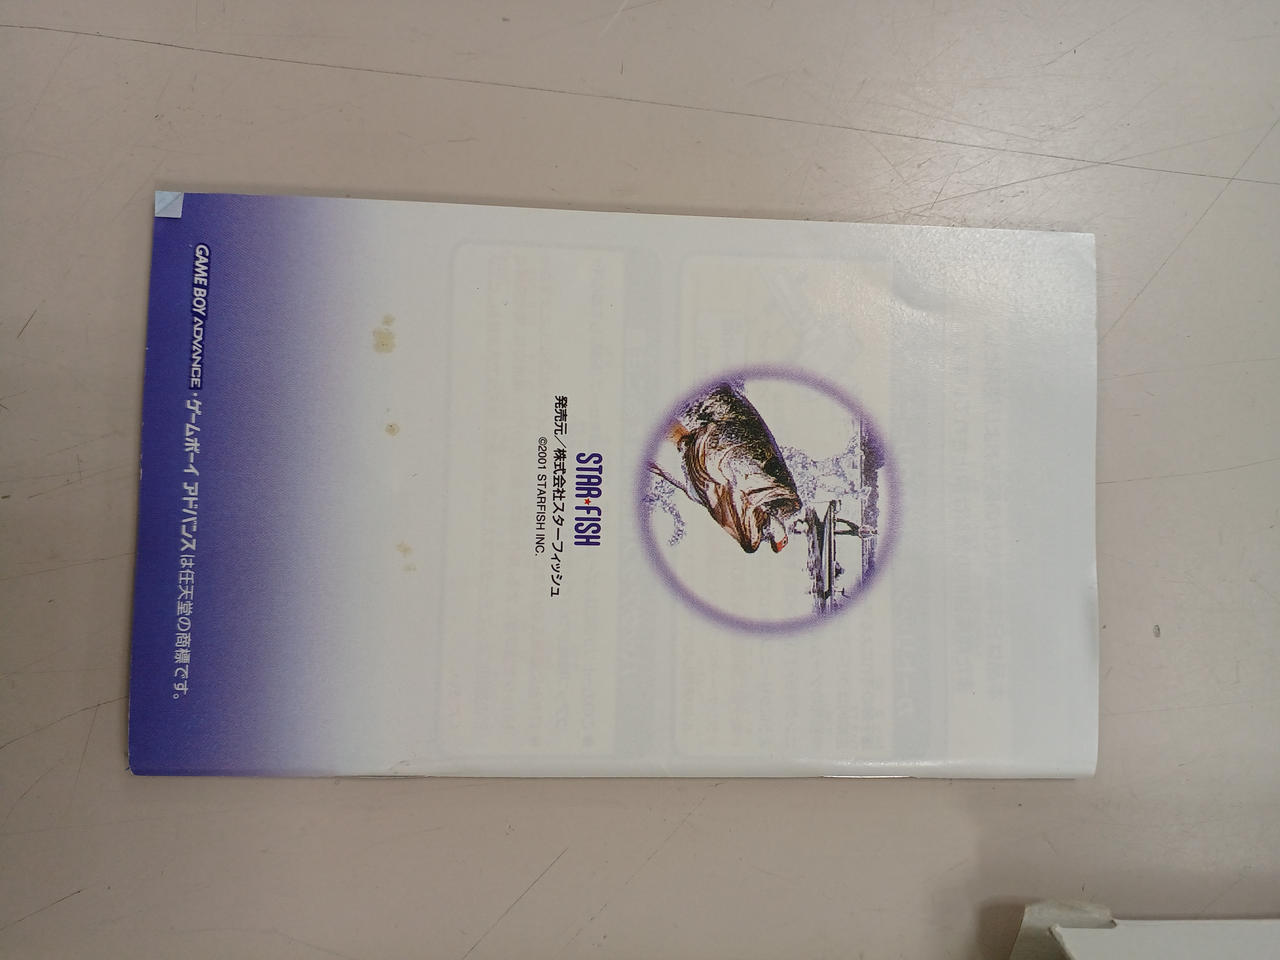 STAR★FISH
発売元／株式会社スターフィッシュ
©2001 STARFISH INC.
GAME BOY ADVANCE・ゲームボーイ アドバンスは任天堂の商標です。